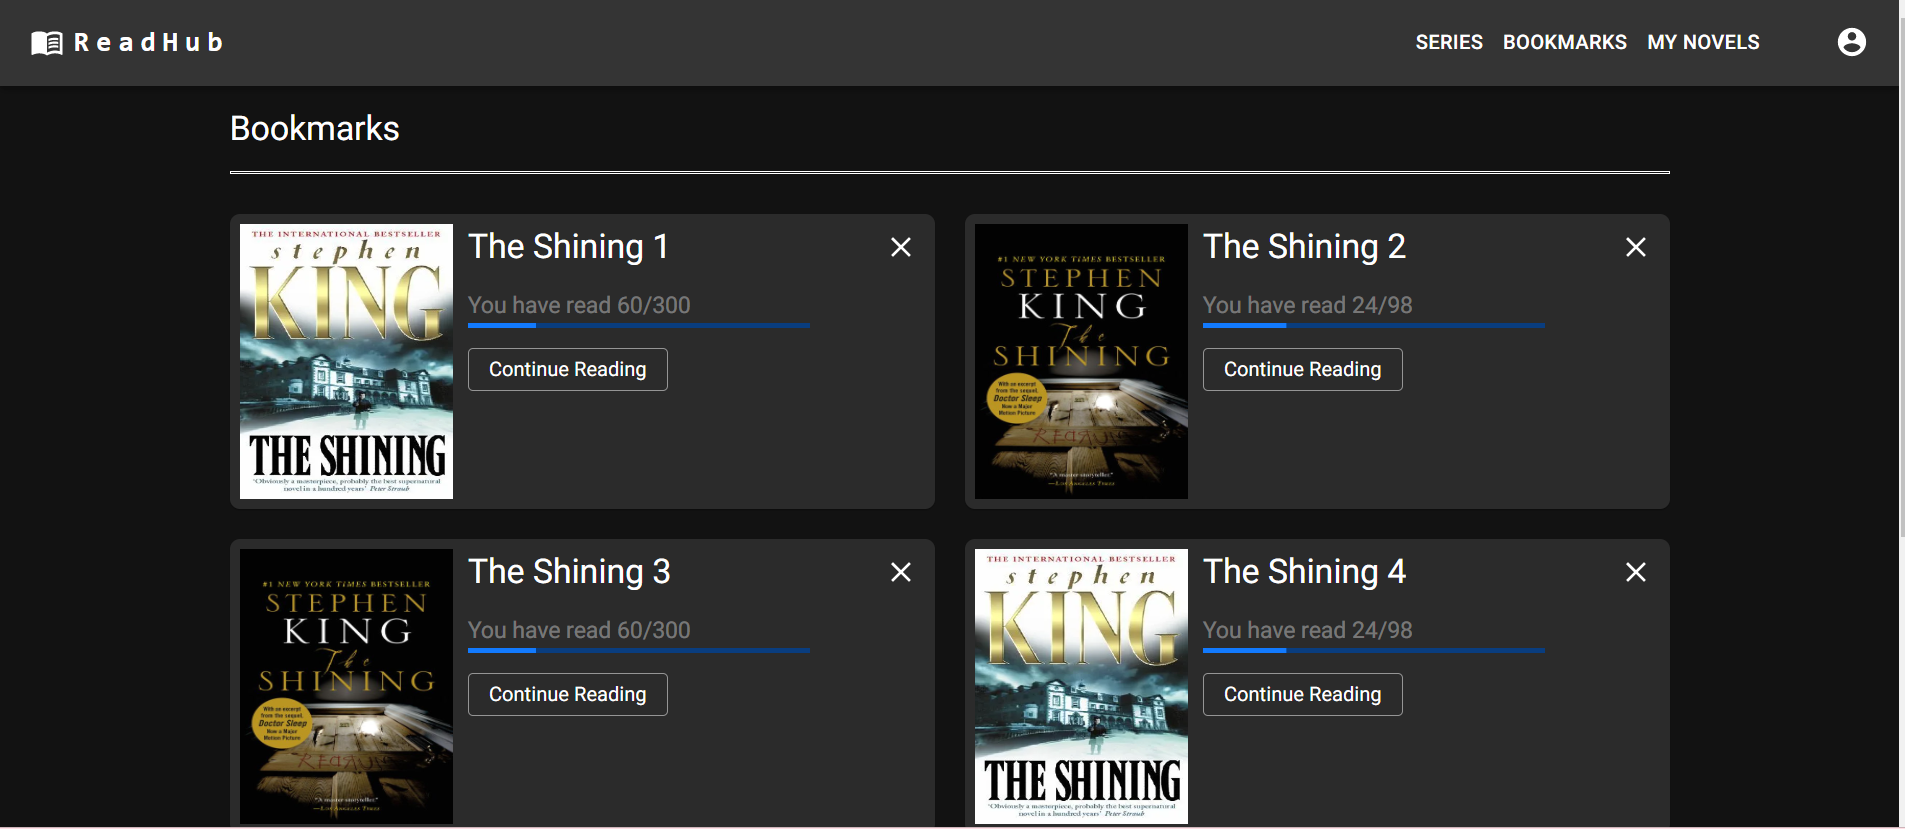 ReadHub
SERIES BOOKMARKS MY NOVELS
Bookmarks
THE INTERNATIONAL BESTSELLER
stephen
KING
THE SHINING
'Obviously a masterpiece, probably the best supernatural
novel in a hundred years' Peter Straub
The Shining 1
You have read 60/300
Continue Reading
#1 NEW YORK TIMES BESTSELLER
STEPHEN
KING
The
SHINING
With an excerpt
from the sequel,
Doctor Sleep
Now a Major
Motion Picture
REDRUM
"A master storyteller."
—LOS ANGELES TIMES
The Shining 2
You have read 24/98
Continue Reading
#1 NEW YORK TIMES BESTSELLER
STEPHEN
KING
The
SHINING
With an excerpt
from the sequel,
Doctor Sleep
Now a Major
Motion Picture
REDRUM
"A master storyteller."
—LOS ANGELES TIMES
The Shining 3
You have read 60/300
Continue Reading
THE INTERNATIONAL BESTSELLER
stephen
KING
THE SHINING
'Obviously a masterpiece, probably the best supernatural
novel in a hundred years' Peter Straub
The Shining 4
You have read 24/98
Continue Reading